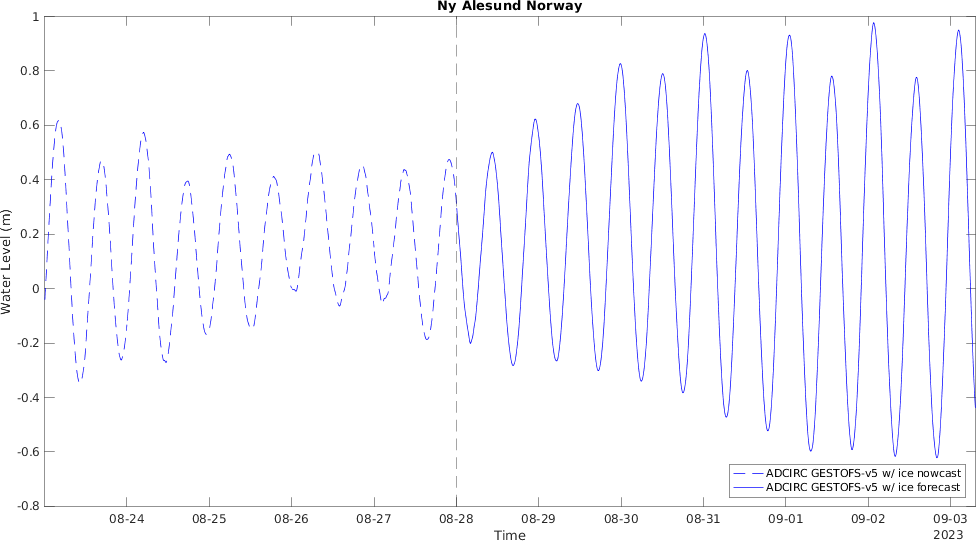 Ny Alesund Norway
1
0.8
0.6
0.4
0.2
0
-0.2
-0.4
-0.6
-0.8
Water Level (m)
ADCIRC GESTOFS-v5 w/ ice nowcast
ADCIRC GESTOFS-v5 w/ ice forecast
08-24 08-25 08-26 08-27 08-28 08-29 08-30 08-31 09-01 09-02 09-03
2023
Time